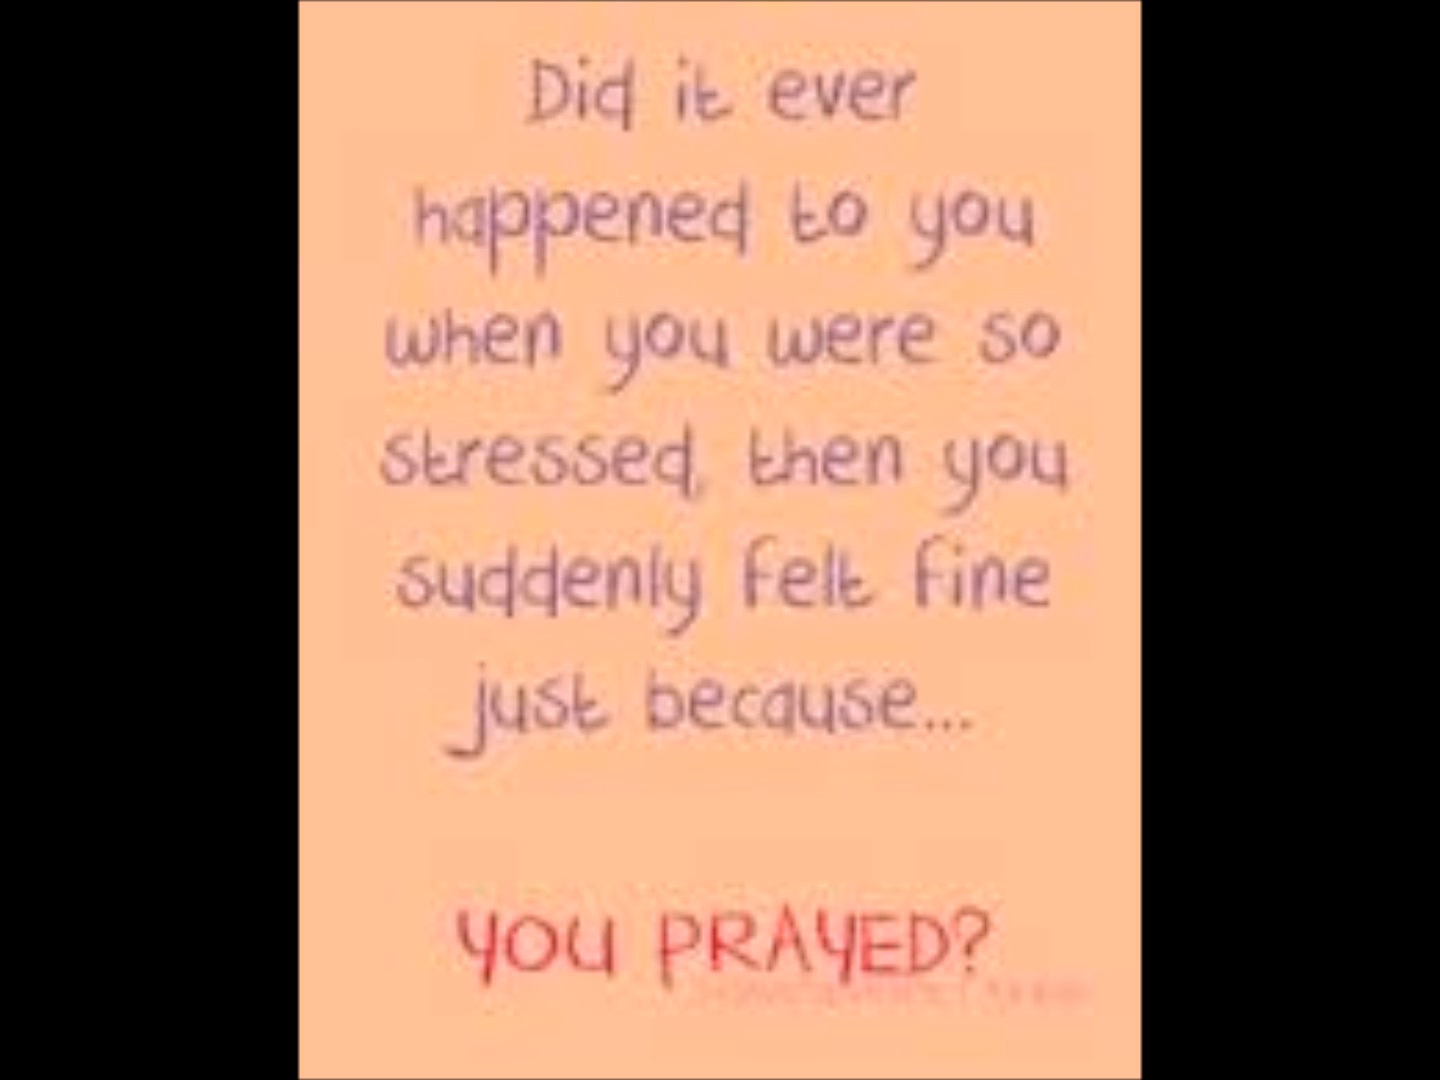 Did it ever
happened to you
when you were so
stressed, then you
suddenly felt fine
just because...
YOU PRAYED?